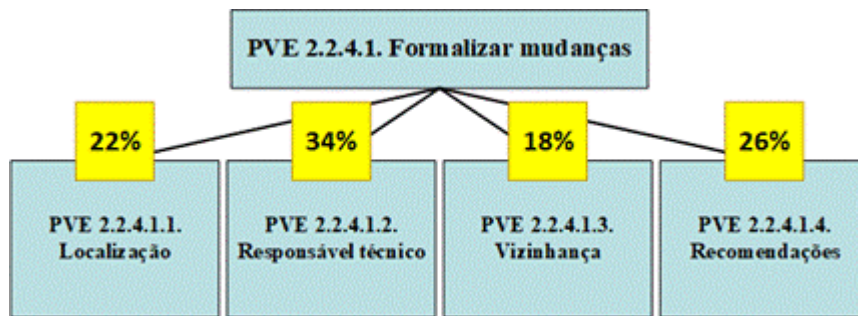 PVE 2.2.4.1. Formalizar mudanças
22%
34%
18%
26%
PVE 2.2.4.1.1.
Localização
PVE 2.2.4.1.2.
Responsável técnico
PVE 2.2.4.1.3.
Vizinhança
PVE 2.2.4.1.4.
Recomendações